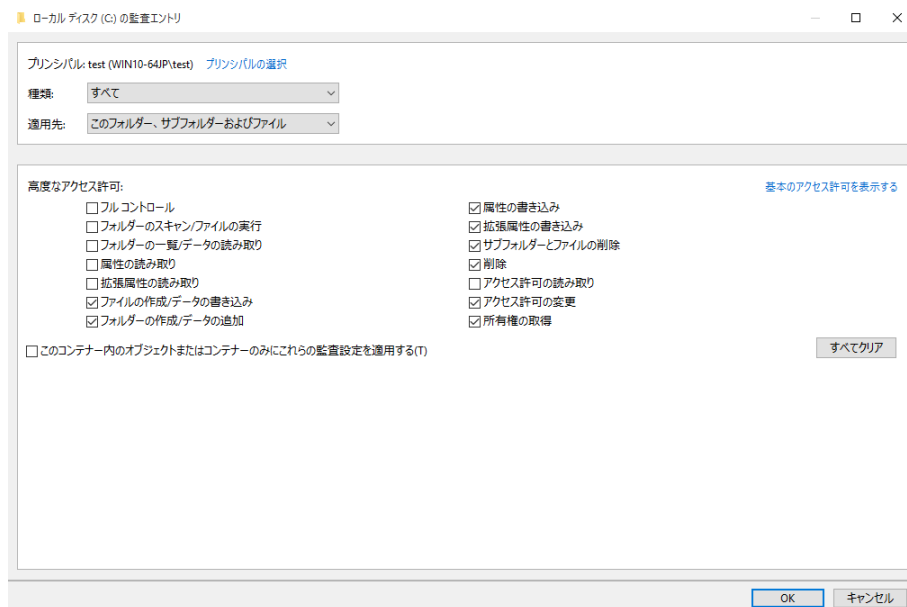 ローカル ディスク (C:) の監査エントリ
プリンシパル: test (WIN10-64JP\test) プリンシパルの選択
種類: すべて
適用先: このフォルダー、サブフォルダーおよびファイル
高度なアクセス許可: 基本のアクセス許可を表示する
フル コントロール 属性の書き込み
フォルダーのスキャン/ファイルの実行 拡張属性の書き込み
フォルダーの一覧/データの読み取り サブフォルダーとファイルの削除
属性の読み取り 削除
拡張属性の読み取り アクセス許可の読み取り
ファイルの作成/データの書き込み アクセス許可の変更
フォルダーの作成/データの追加 所有権の取得
このコンテナー内のオブジェクトまたはコンテナーのみにこれらの監査設定を適用する(T) すべてクリア
OK キャンセル